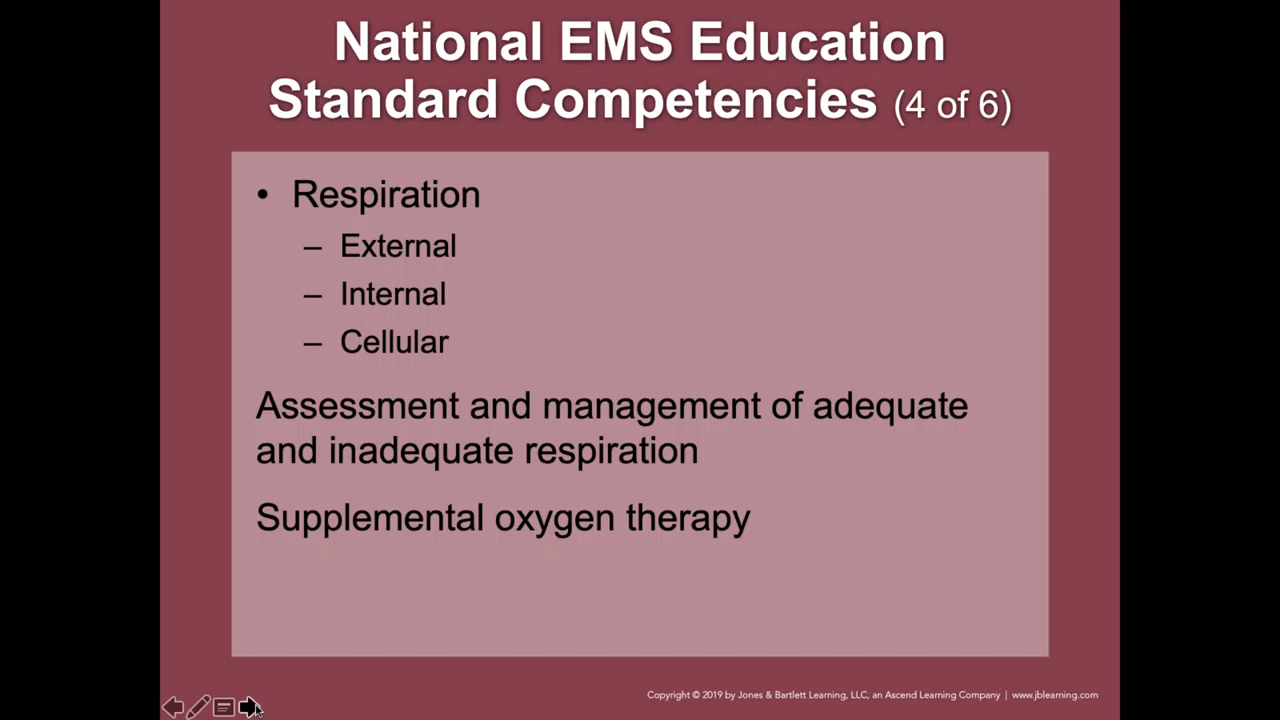 National EMS Education
Standard Competencies (4 of 6)
• Respiration
– External
– Internal
– Cellular
Assessment and management of adequate
and inadequate respiration
Supplemental oxygen therapy
Copyright © 2019 by Jones & Bartlett Learning, LLC, an Ascend Learning Company | www.jblearning.com